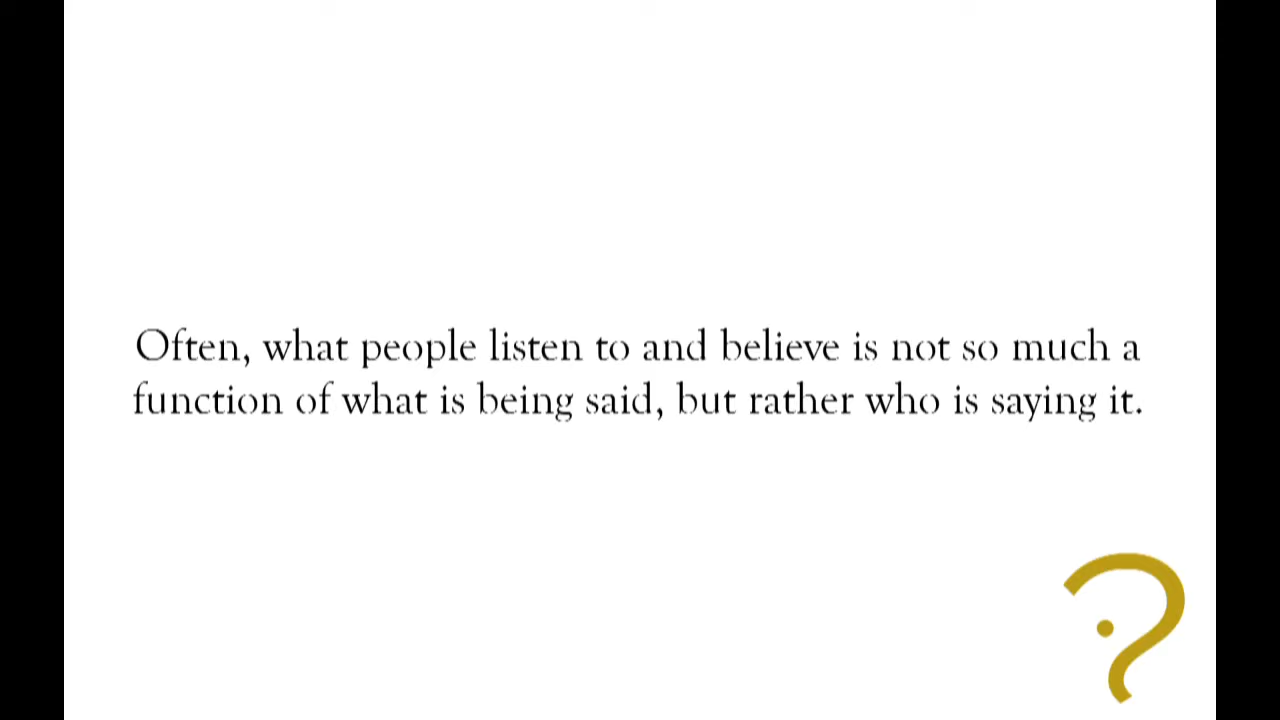 Often, what people listen to and believe is not so much a
function of what is being said, but rather who is saying it.